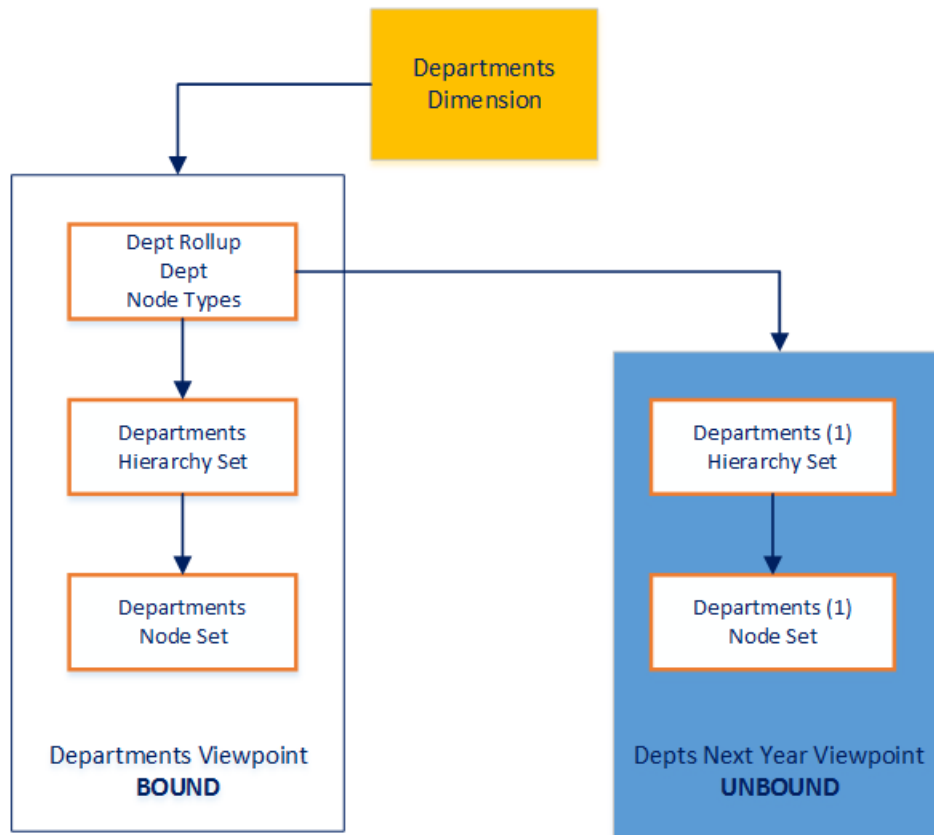 Departments
Dimension
Dept Rollup
Dept
Node Types
Departments
Hierarchy Set
Departments
Node Set
Departments Viewpoint
BOUND
Departments (1)
Hierarchy Set
Departments (1)
Node Set
Depts Next Year Viewpoint
UNBOUND